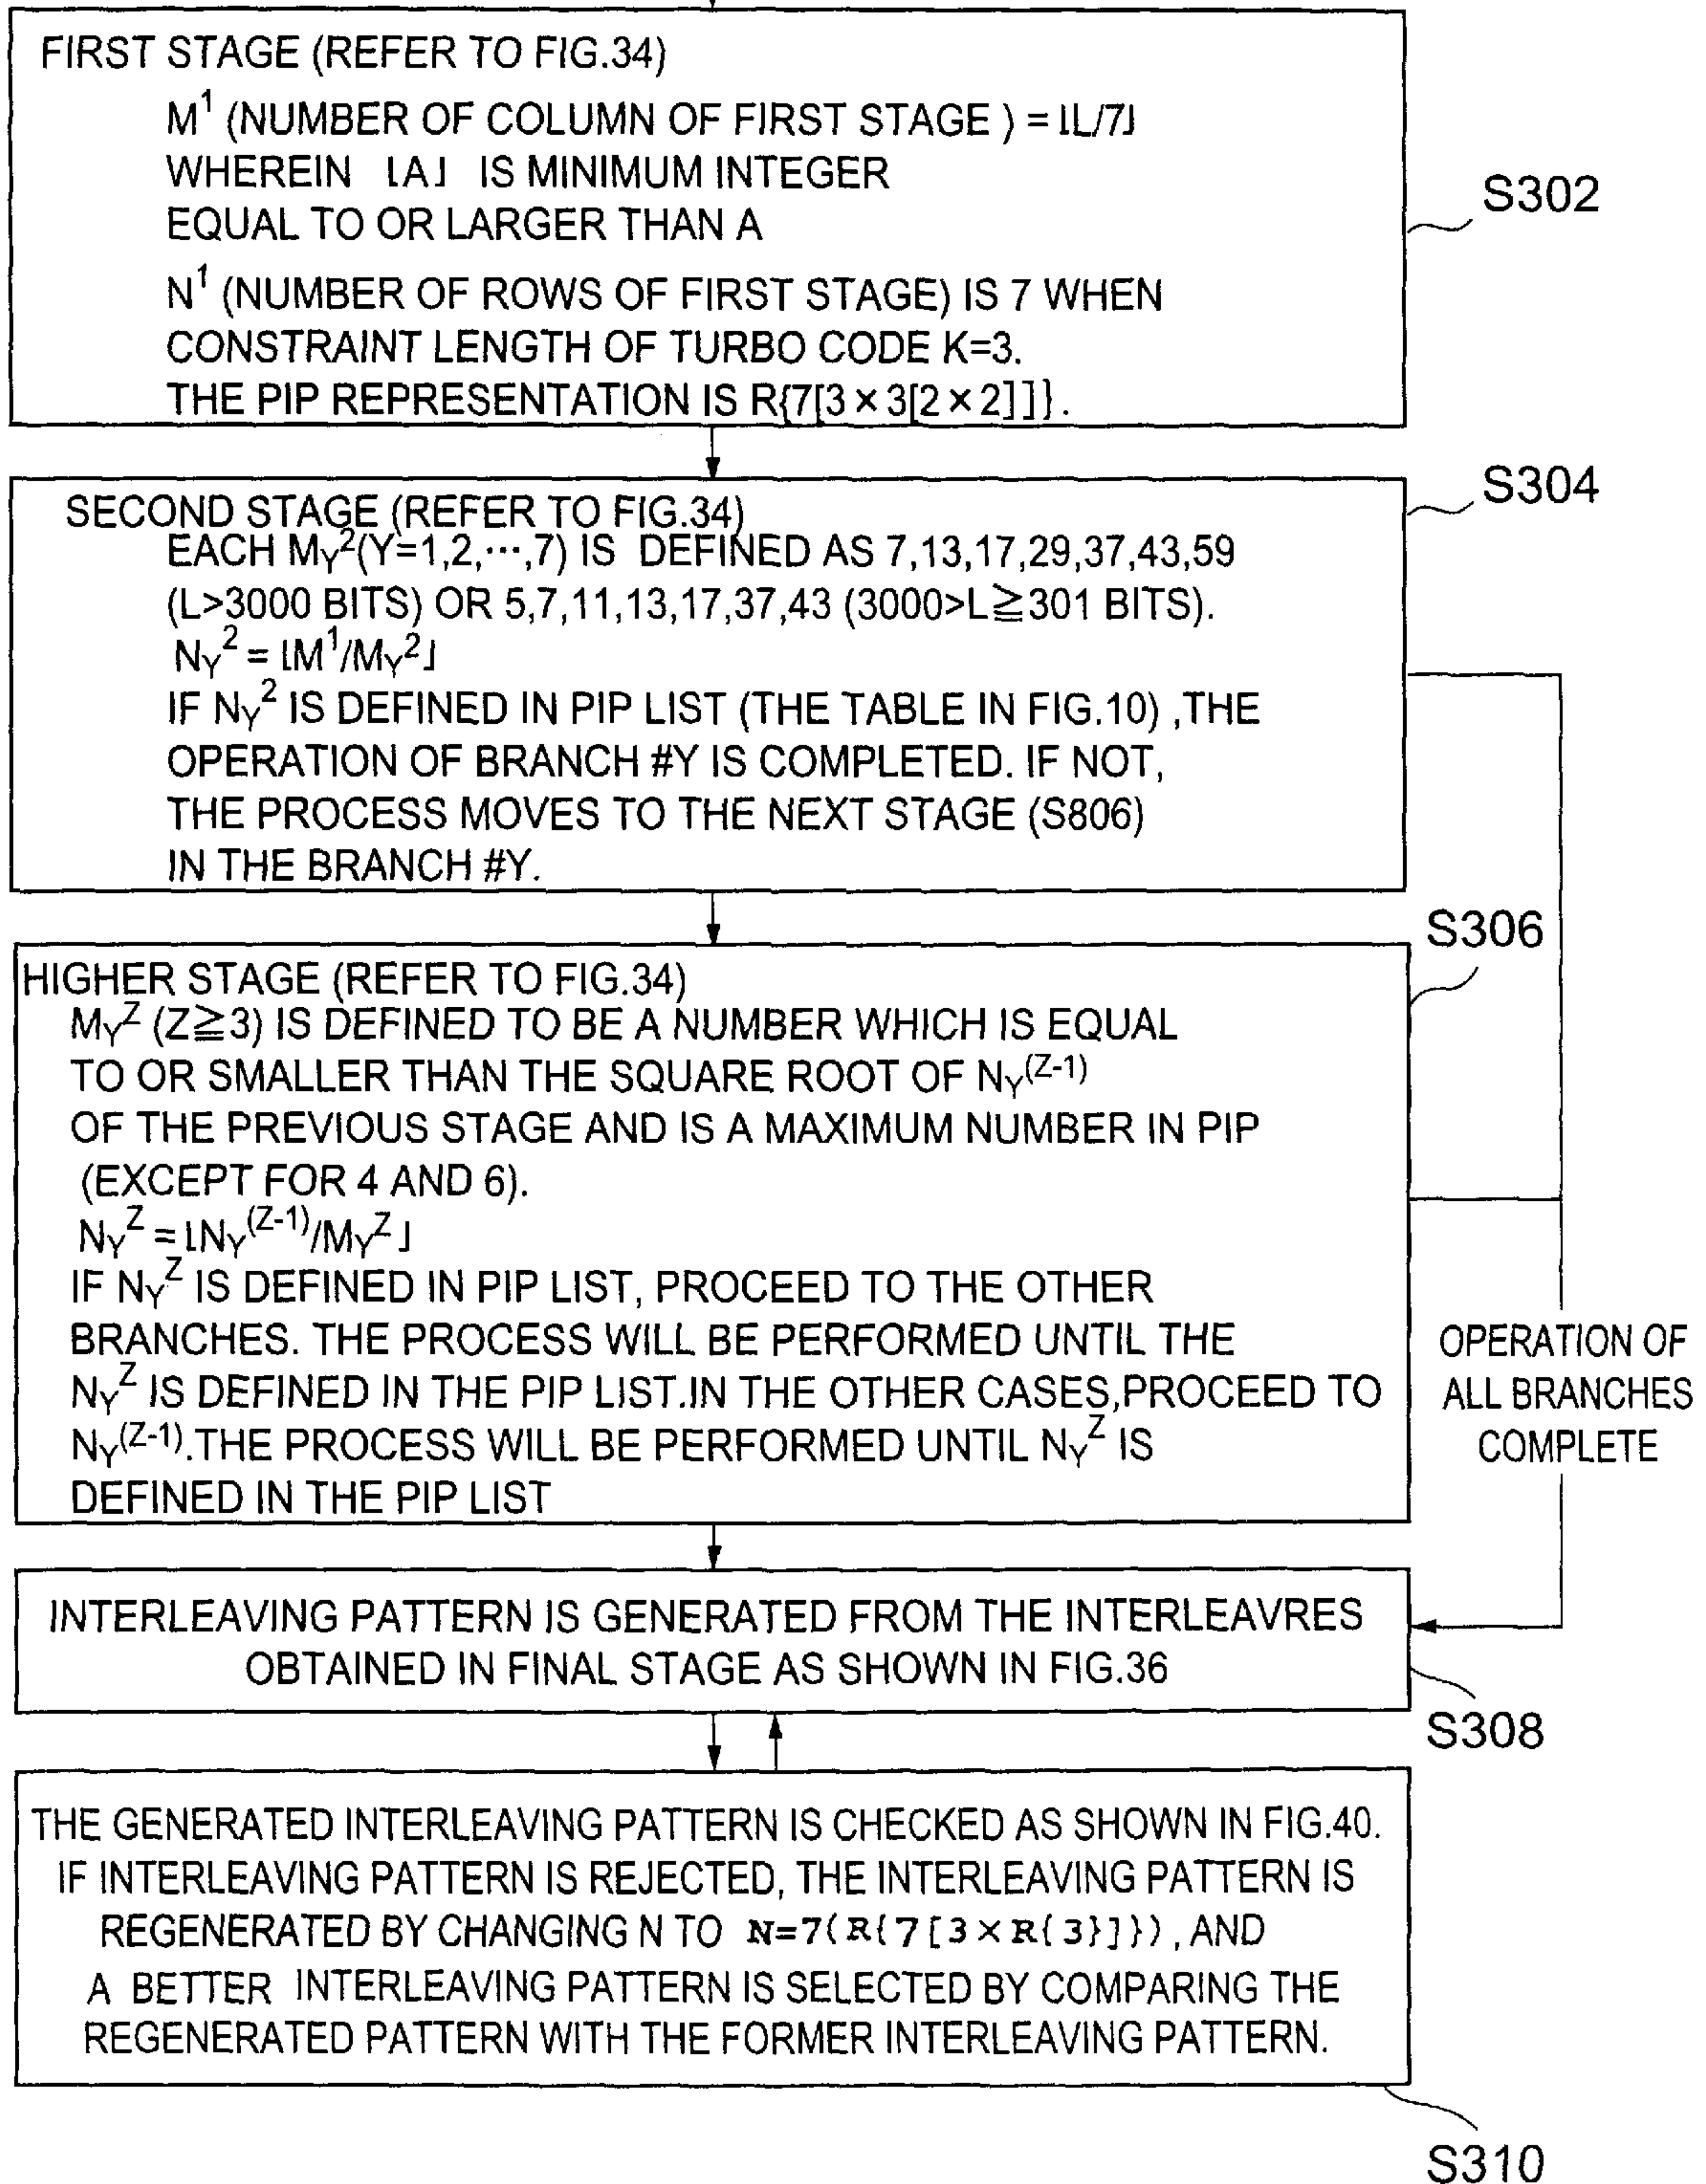 FIRST STAGE (REFER TO FIG.34)
M¹ (NUMBER OF COLUMN OF FIRST STAGE ) = ⌊L/7⌋
WHEREIN ⌊A⌋ IS MINIMUM INTEGER
EQUAL TO OR LARGER THAN A
N¹ (NUMBER OF ROWS OF FIRST STAGE) IS 7 WHEN
CONSTRAINT LENGTH OF TURBO CODE K=3.
THE PIP REPRESENTATION IS R{7[3×3[2×2]]}.
S302
SECOND STAGE (REFER TO FIG.34)
EACH M_Y²(Y=1,2,⋯,7) IS DEFINED AS 7,13,17,29,37,43,59
(L>3000 BITS) OR 5,7,11,13,17,37,43 (3000>L≧301 BITS).
N_Y² = ⌊M¹/M_Y²⌋
IF N_Y² IS DEFINED IN PIP LIST (THE TABLE IN FIG.10) ,THE
OPERATION OF BRANCH #Y IS COMPLETED. IF NOT,
THE PROCESS MOVES TO THE NEXT STAGE (S806)
IN THE BRANCH #Y.
S304
HIGHER STAGE (REFER TO FIG.34)
M_Y^Z (Z≧3) IS DEFINED TO BE A NUMBER WHICH IS EQUAL
TO OR SMALLER THAN THE SQUARE ROOT OF N_Y^(Z-1)
OF THE PREVIOUS STAGE AND IS A MAXIMUM NUMBER IN PIP
(EXCEPT FOR 4 AND 6).
N_Y^Z = ⌊N_Y^(Z-1)/M_Y^Z⌋
IF N_Y^Z IS DEFINED IN PIP LIST, PROCEED TO THE OTHER
BRANCHES. THE PROCESS WILL BE PERFORMED UNTIL THE
N_Y^Z IS DEFINED IN THE PIP LIST.IN THE OTHER CASES,PROCEED TO
N_Y^(Z-1).THE PROCESS WILL BE PERFORMED UNTIL N_Y^Z IS
DEFINED IN THE PIP LIST
S306
OPERATION OF
ALL BRANCHES
COMPLETE
INTERLEAVING PATTERN IS GENERATED FROM THE INTERLEAVRES
OBTAINED IN FINAL STAGE AS SHOWN IN FIG.36
S308
THE GENERATED INTERLEAVING PATTERN IS CHECKED AS SHOWN IN FIG.40.
IF INTERLEAVING PATTERN IS REJECTED, THE INTERLEAVING PATTERN IS
REGENERATED BY CHANGING N TO N=7(R{7[3×R{3}]}), AND
A BETTER INTERLEAVING PATTERN IS SELECTED BY COMPARING THE
REGENERATED PATTERN WITH THE FORMER INTERLEAVING PATTERN.
S310